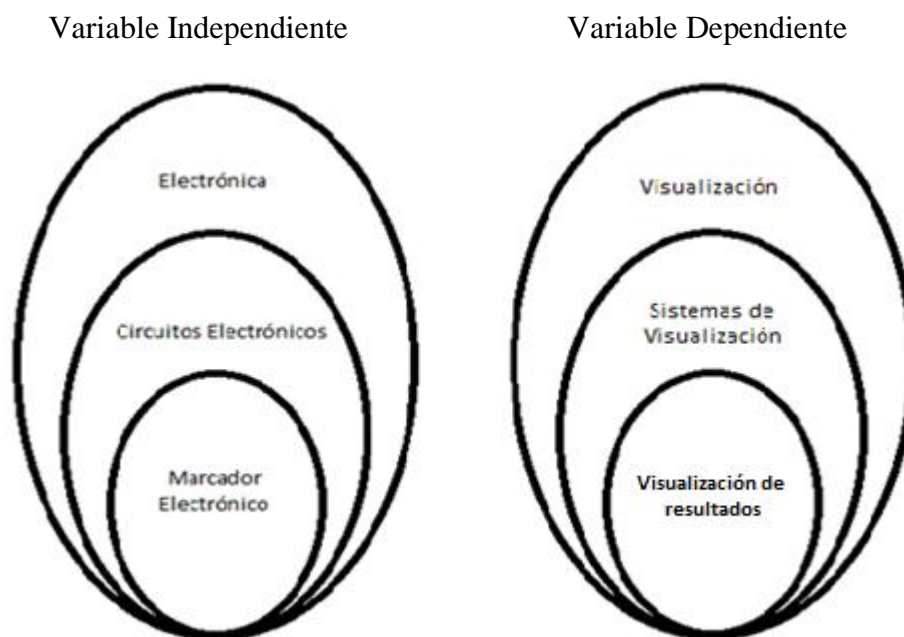 Variable Independiente
Variable Dependiente
Electrónica
Circuitos Electrónicos
Marcador
Electrónico
Visualización
Sistemas de
Visualización
Visualización de
resultados